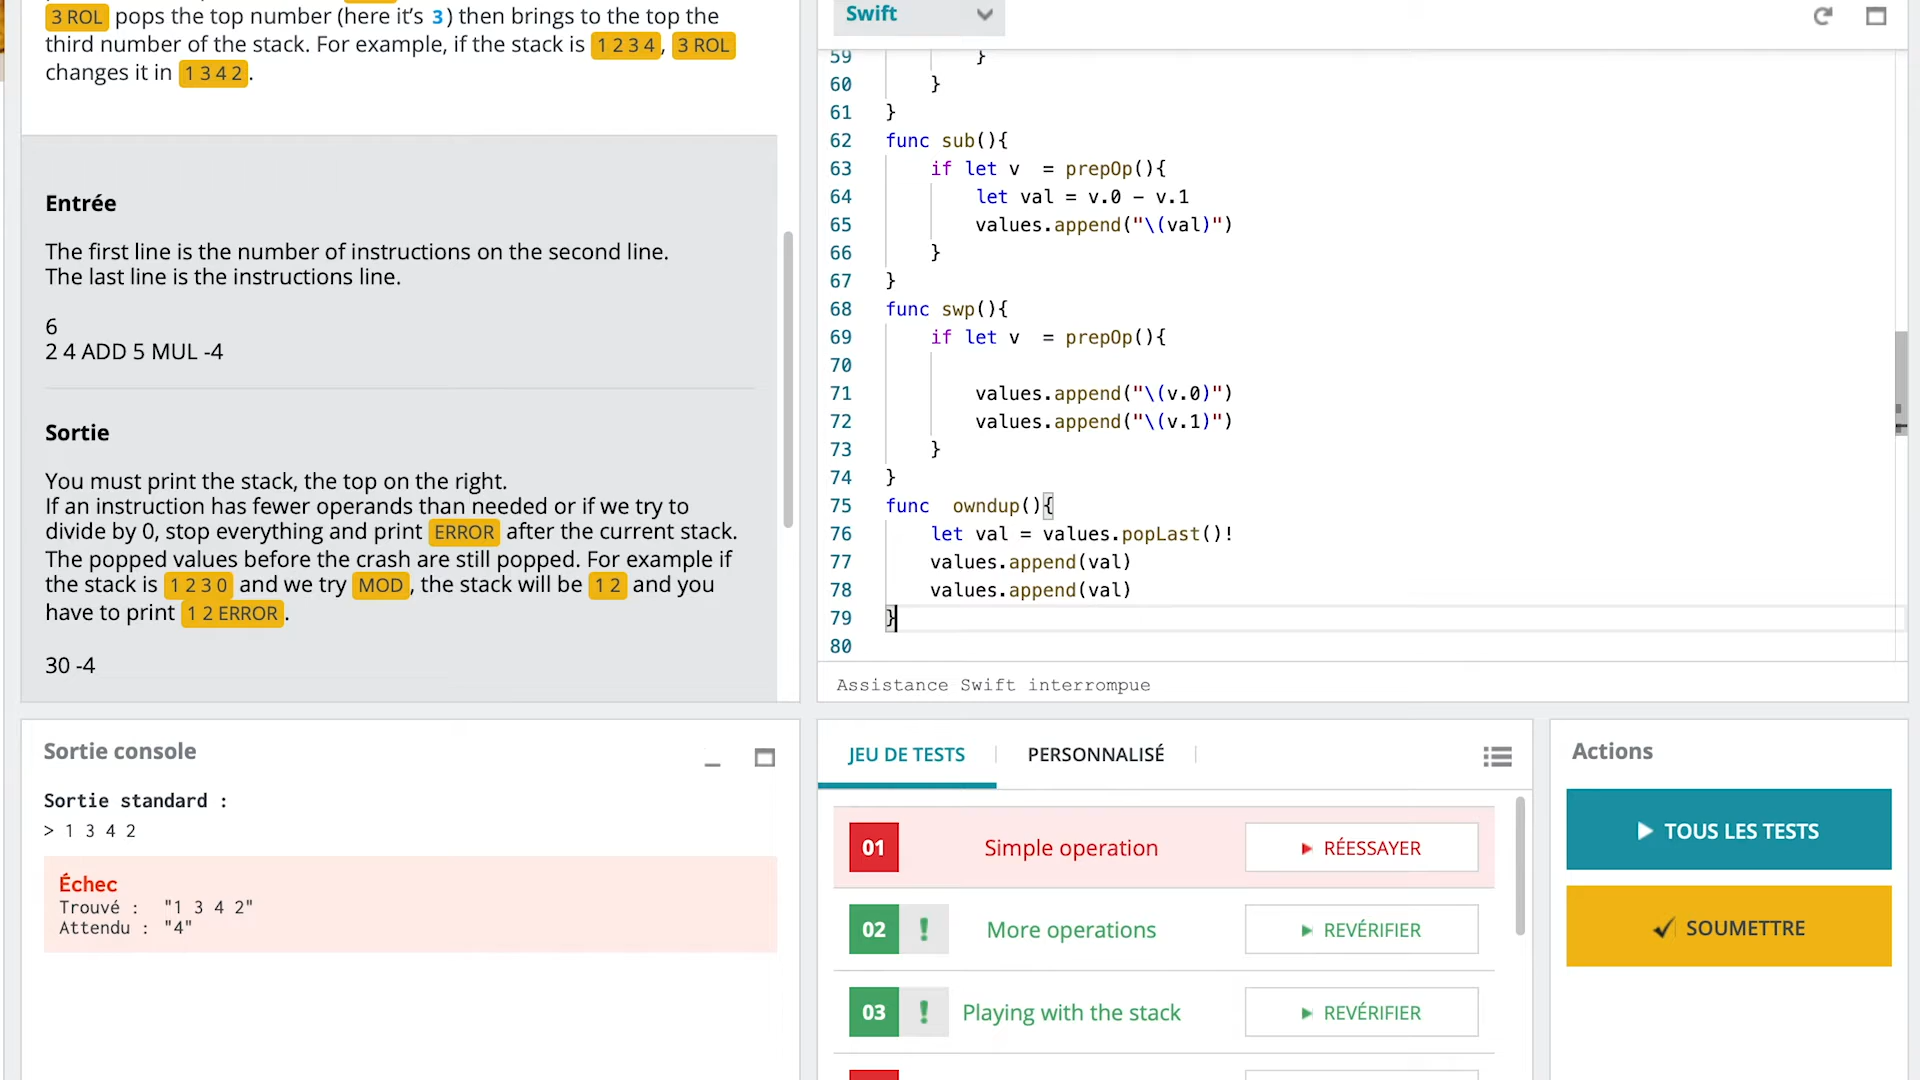 3 ROL pops the top number (here it's 3) then brings to the top the
third number of the stack. For example, if the stack is 1 2 3 4, 3 ROL
changes it in 1 3 4 2.
Entrée
The first line is the number of instructions on the second line.
The last line is the instructions line.
6
2 4 ADD 5 MUL -4
Sortie
You must print the stack, the top on the right.
If an instruction has fewer operands than needed or if we try to
divide by 0, stop everything and print ERROR after the current stack.
The popped values before the crash are still popped. For example if
the stack is 1 2 3 0 and we try MOD, the stack will be 1 2 and you
have to print 1 2 ERROR.
30 -4
Swift
59 }
60 }
61 }
62 func sub(){
63 if let v  = prepOp(){
64 let val = v.0 - v.1
65 values.append("\(val)")
66 }
67 }
68 func swp(){
69 if let v  = prepOp(){
70
71 values.append("\(v.0)")
72 values.append("\(v.1)")
73 }
74 }
75 func  owndup(){
76 let val = values.popLast()!
77 values.append(val)
78 values.append(val)
79 }
80
Assistance Swift interrompue
Sortie console
Sortie standard :
> 1 3 4 2
Échec
Trouvé :  "1 3 4 2"
Attendu : "4"
JEU DE TESTS
PERSONNALISÉ
01 Simple operation RÉESSAYER
02 ! More operations REVÉRIFIER
03 ! Playing with the stack REVÉRIFIER
Actions
TOUS LES TESTS
SOUMETTRE